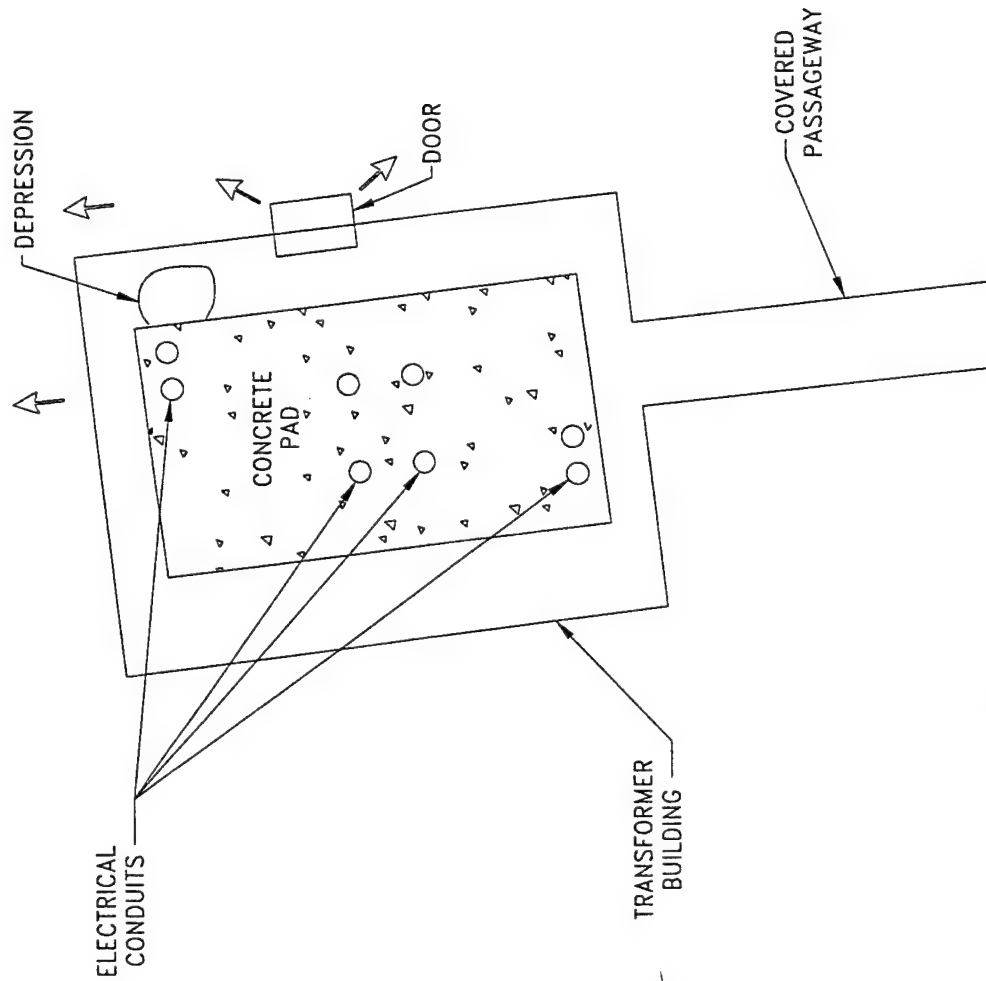 DEPRESSION
DOOR
COVERED
PASSAGEWAY
CONCRETE
PAD
ELECTRICAL
CONDUITS
TRANSFORMER
BUILDING